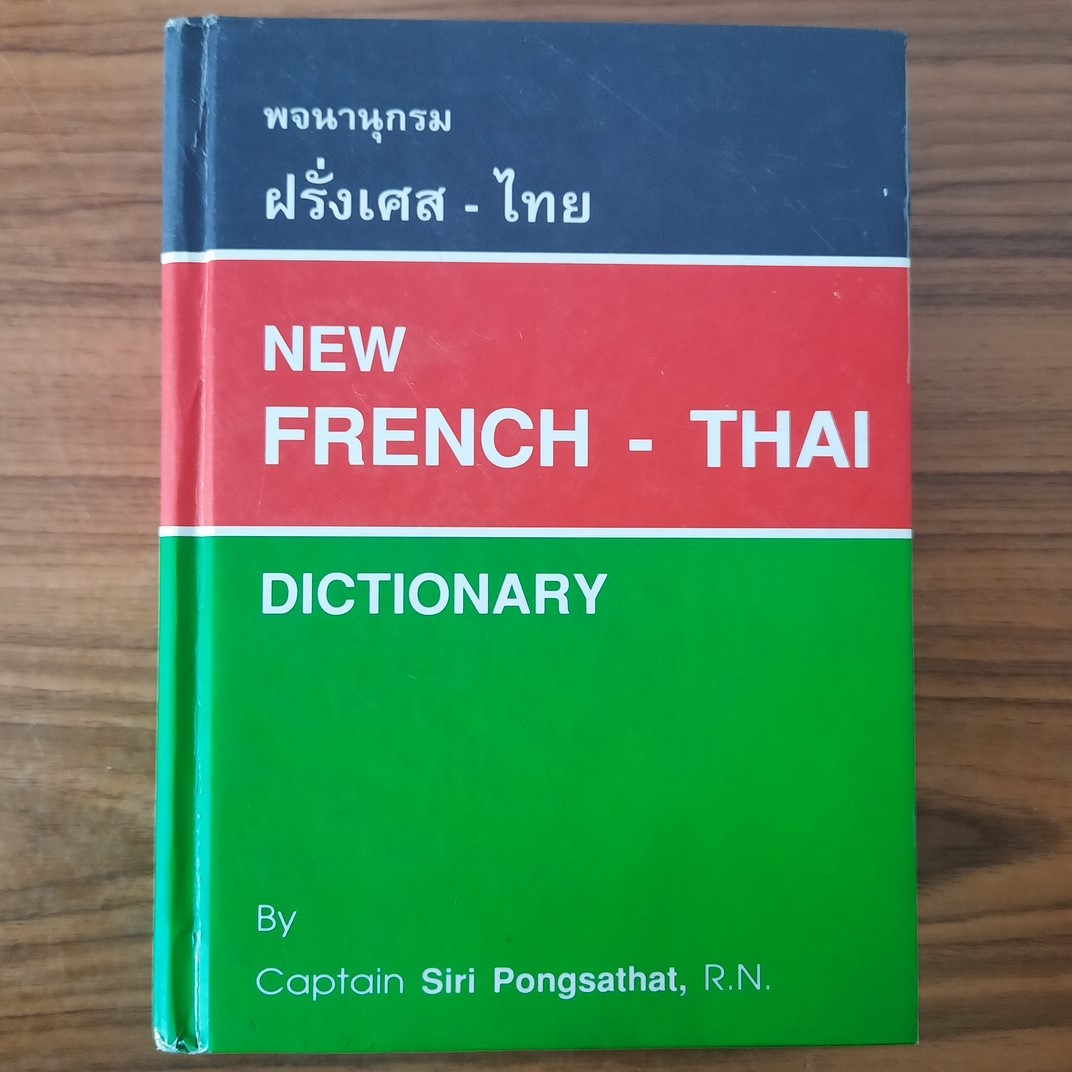 พจนานุกรม
ฝรั่งเศส - ไทย
NEW
FRENCH - THAI
DICTIONARY
By
Captain Siri Pongsathat, R.N.